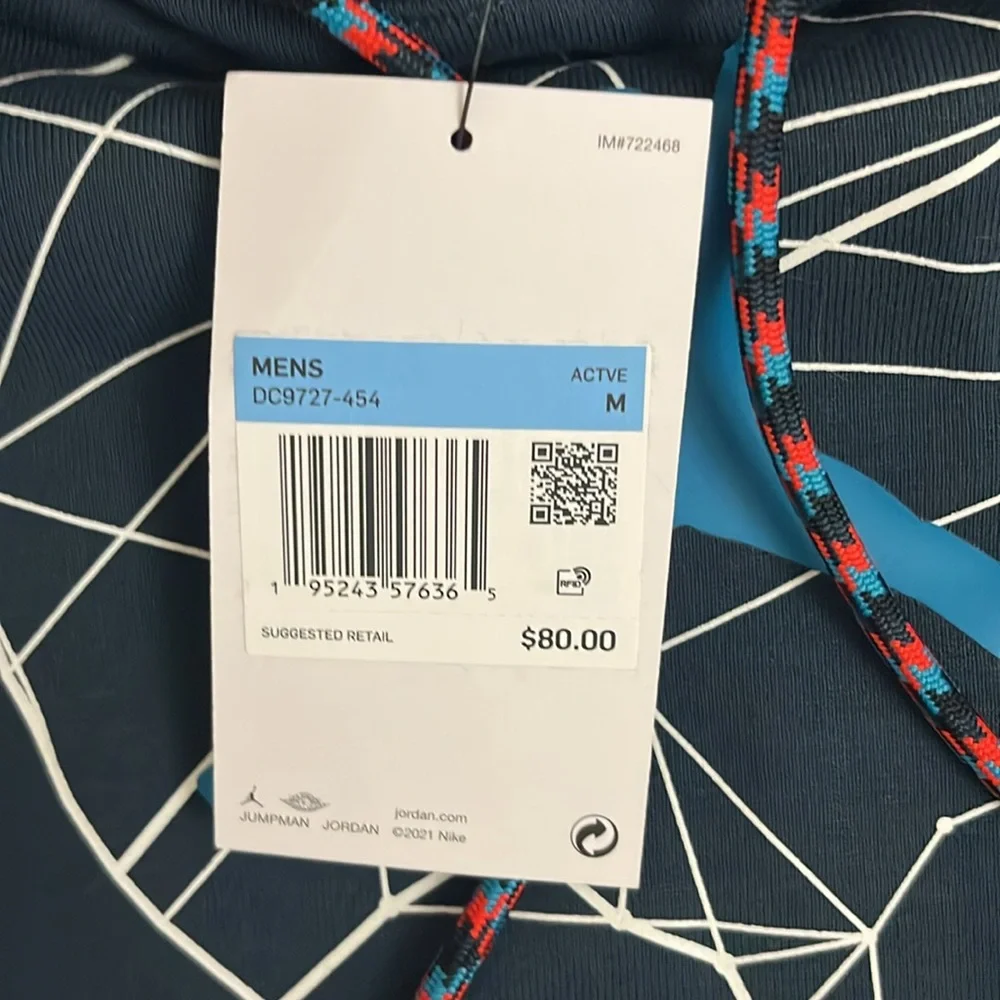 IM#722468
MENS
DC9727-454
ACTVE
M
1 95243 57636 5
RFID
SUGGESTED RETAIL $80.00
JUMPMAN JORDAN
jordan.com
©2021 Nike